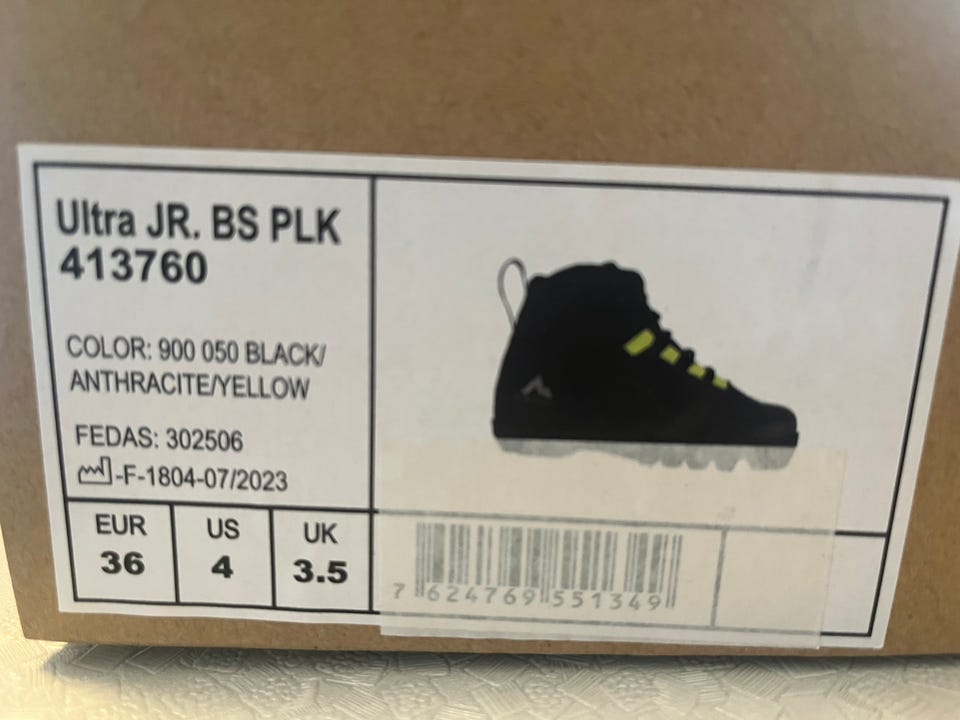 Ultra JR. BS PLK
413760
COLOR: 900 050 BLACK/
ANTHRACITE/YELLOW
FEDAS: 302506
-F-1804-07/2023
EUR US UK
36 4 3.5
7 624769 551349